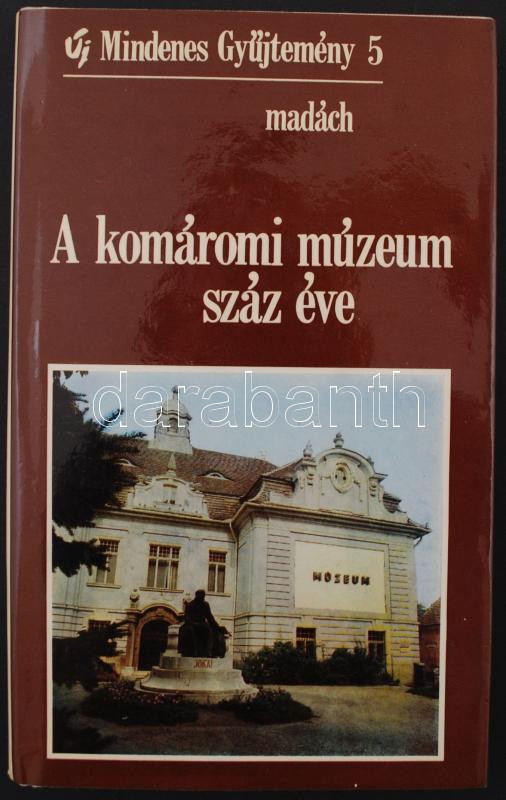 Új Mindenes Gyűjtemény 5
madách
A komáromi múzeum
száz éve
darabanth
MÚZEUM
JÓKAI